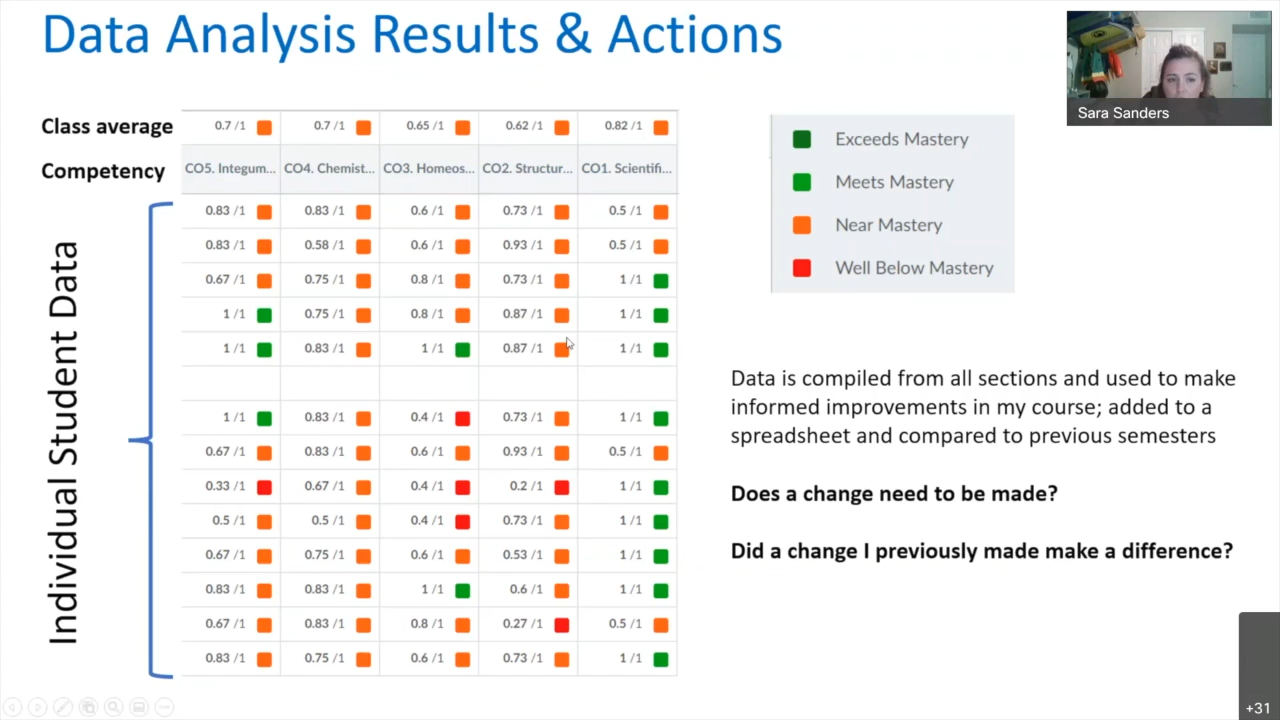 Data Analysis Results & Actions
Sara Sanders
Class average 0.7 /1 0.7 /1 0.65 /1 0.62 /1 0.82 /1
Competency CO5. Integum... CO4. Chemist... CO3. Homeos... CO2. Structur... CO1. Scientifi...
Individual Student Data
0.83 /1 0.83 /1 0.6 /1 0.73 /1 0.5 /1
0.83 /1 0.58 /1 0.6 /1 0.93 /1 0.5 /1
0.67 /1 0.75 /1 0.8 /1 0.73 /1 1 /1
1 /1 0.75 /1 0.8 /1 0.87 /1 1 /1
1 /1 0.83 /1 1 /1 0.87 /1 1 /1
1 /1 0.83 /1 0.4 /1 0.73 /1 1 /1
0.67 /1 0.83 /1 0.6 /1 0.93 /1 0.5 /1
0.33 /1 0.67 /1 0.4 /1 0.2 /1 1 /1
0.5 /1 0.5 /1 0.4 /1 0.73 /1 1 /1
0.67 /1 0.75 /1 0.6 /1 0.53 /1 1 /1
0.83 /1 0.83 /1 1 /1 0.6 /1 1 /1
0.67 /1 0.83 /1 0.8 /1 0.27 /1 0.5 /1
0.83 /1 0.75 /1 0.6 /1 0.73 /1 1 /1
Exceeds Mastery
Meets Mastery
Near Mastery
Well Below Mastery
Data is compiled from all sections and used to make
informed improvements in my course; added to a
spreadsheet and compared to previous semesters
Does a change need to be made?
Did a change I previously made make a difference?
+31